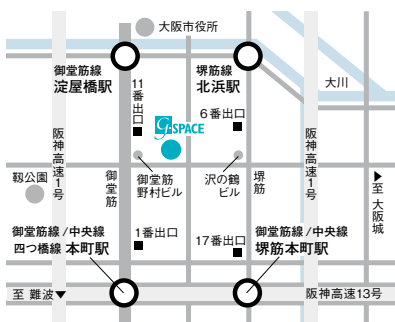 大阪市役所
御堂筋線
淀屋橋駅
堺筋線
北浜駅
大川
11番出口
6番出口
G-SPACE
阪神高速1号
阪神高速1号
靱公園
御堂筋
御堂筋
野村ビル
沢の鶴
ビル
堺筋
▶至 大阪城
御堂筋線/中央線
四つ橋線 本町駅
1番出口
17番出口
御堂筋線/中央線
堺筋本町駅
至 難波▼
阪神高速13号